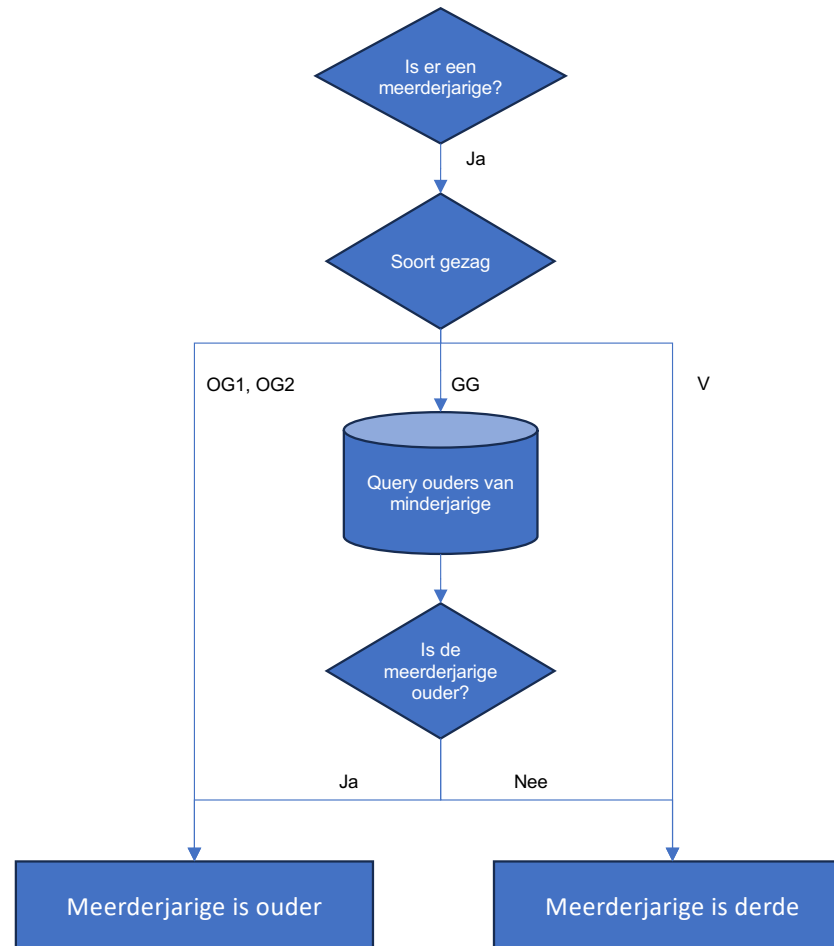 Is er een
meerderjarige?
Ja
Soort gezag
OG1, OG2
GG
V
Query ouders van
minderjarige
Is de
meerderjarige
ouder?
Ja
Nee
Meerderjarige is ouder
Meerderjarige is derde